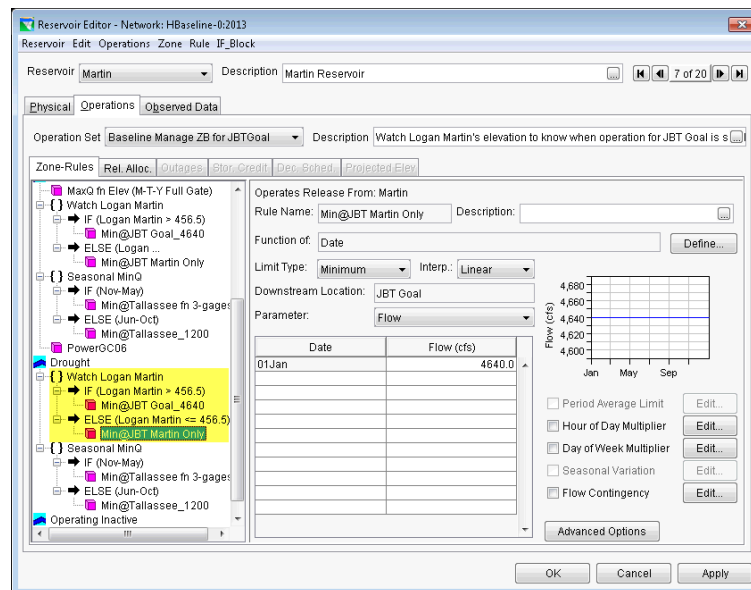 Reservoir Editor - Network: HBaseline-0:2013
Reservoir Edit Operations Zone Rule IF_Block
Reservoir Martin Description Martin Reservoir ... 7 of 20
Physical Operations Observed Data
Operation Set Baseline Manage ZB for JBTGoal Description Watch Logan Martin's elevation to know when operation for JBT Goal is s ...
Zone-Rules Rel. Alloc. Outages Stor. Credit Dec. Sched. Projected Elev
MaxQ fn Elev (M-T-Y Full Gate)
{ } Watch Logan Martin
IF (Logan Martin > 456.5)
Min@JBT Goal_4640
ELSE (Logan ...
Min@JBT Martin Only
{ } Seasonal MinQ
IF (Nov-May)
Min@Tallassee fn 3-gages
ELSE (Jun-Oct)
Min@Tallassee_1200
PowerGC06
Drought
{ } Watch Logan Martin
IF (Logan Martin > 456.5)
Min@JBT Goal_4640
ELSE (Logan Martin <= 456.5)
Min@JBT Martin Only
{ } Seasonal MinQ
IF (Nov-May)
Min@Tallassee fn 3-gages
ELSE (Jun-Oct)
Min@Tallassee_1200
Operating Inactive
Operates Release From: Martin
Rule Name: Min@JBT Martin Only Description: ...
Function of: Date Define...
Limit Type: Minimum Interp.: Linear
Downstream Location: JBT Goal
Parameter: Flow
Date Flow (cfs)
01Jan 4640.0
Flow (cfs)
4,680
4,660
4,640
4,620
4,600
Jan May Sep
Period Average Limit Edit...
Hour of Day Multiplier Edit...
Day of Week Multiplier Edit...
Seasonal Variation Edit...
Flow Contingency Edit...
Advanced Options
OK Cancel Apply